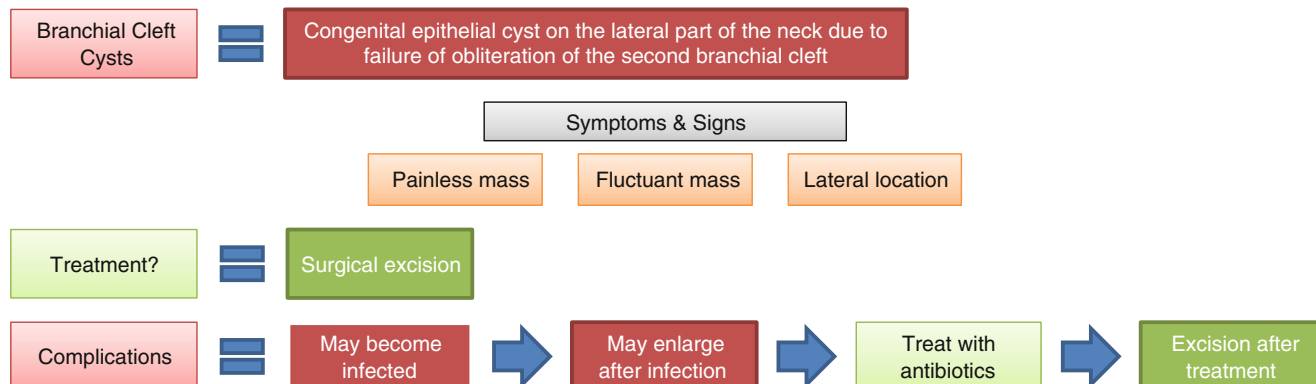 Branchial Cleft
Cysts
Congenital epithelial cyst on the lateral part of the neck due to
failure of obliteration of the second branchial cleft
Symptoms & Signs
Painless mass
Fluctuant mass
Lateral location
Treatment?
Surgical excision
Complications
May become
infected
May enlarge
after infection
Treat with
antibiotics
Excision after
treatment